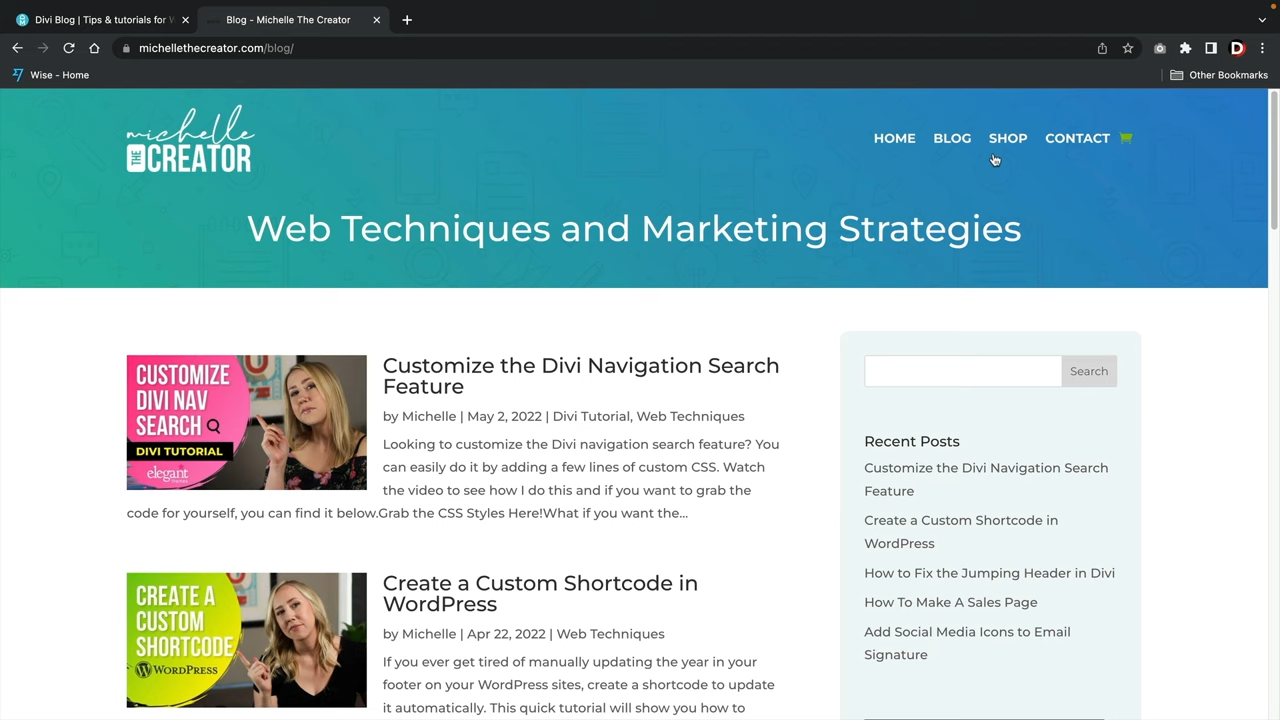 Divi Blog | Tips & tutorials for W
Blog - Michelle The Creator
michellethecreator.com/blog/
Wise - Home
Other Bookmarks
michelle
THE CREATOR
HOME BLOG SHOP CONTACT
Web Techniques and Marketing Strategies
CUSTOMIZE
DIVI NAV
SEARCH
DIVI TUTORIAL
elegant
themes
Customize the Divi Navigation Search
Feature
by Michelle | May 2, 2022 | Divi Tutorial, Web Techniques
Looking to customize the Divi navigation search feature? You
can easily do it by adding a few lines of custom CSS. Watch
the video to see how I do this and if you want to grab the
code for yourself, you can find it below.Grab the CSS Styles Here!What if you want the...
CREATE A
CUSTOM
SHORTCODE
WORDPRESS
Create a Custom Shortcode in
WordPress
by Michelle | Apr 22, 2022 | Web Techniques
If you ever get tired of manually updating the year in your
footer on your WordPress sites, create a shortcode to update
it automatically. This quick tutorial will show you how to
Search
Recent Posts
Customize the Divi Navigation Search
Feature
Create a Custom Shortcode in
WordPress
How to Fix the Jumping Header in Divi
How To Make A Sales Page
Add Social Media Icons to Email
Signature